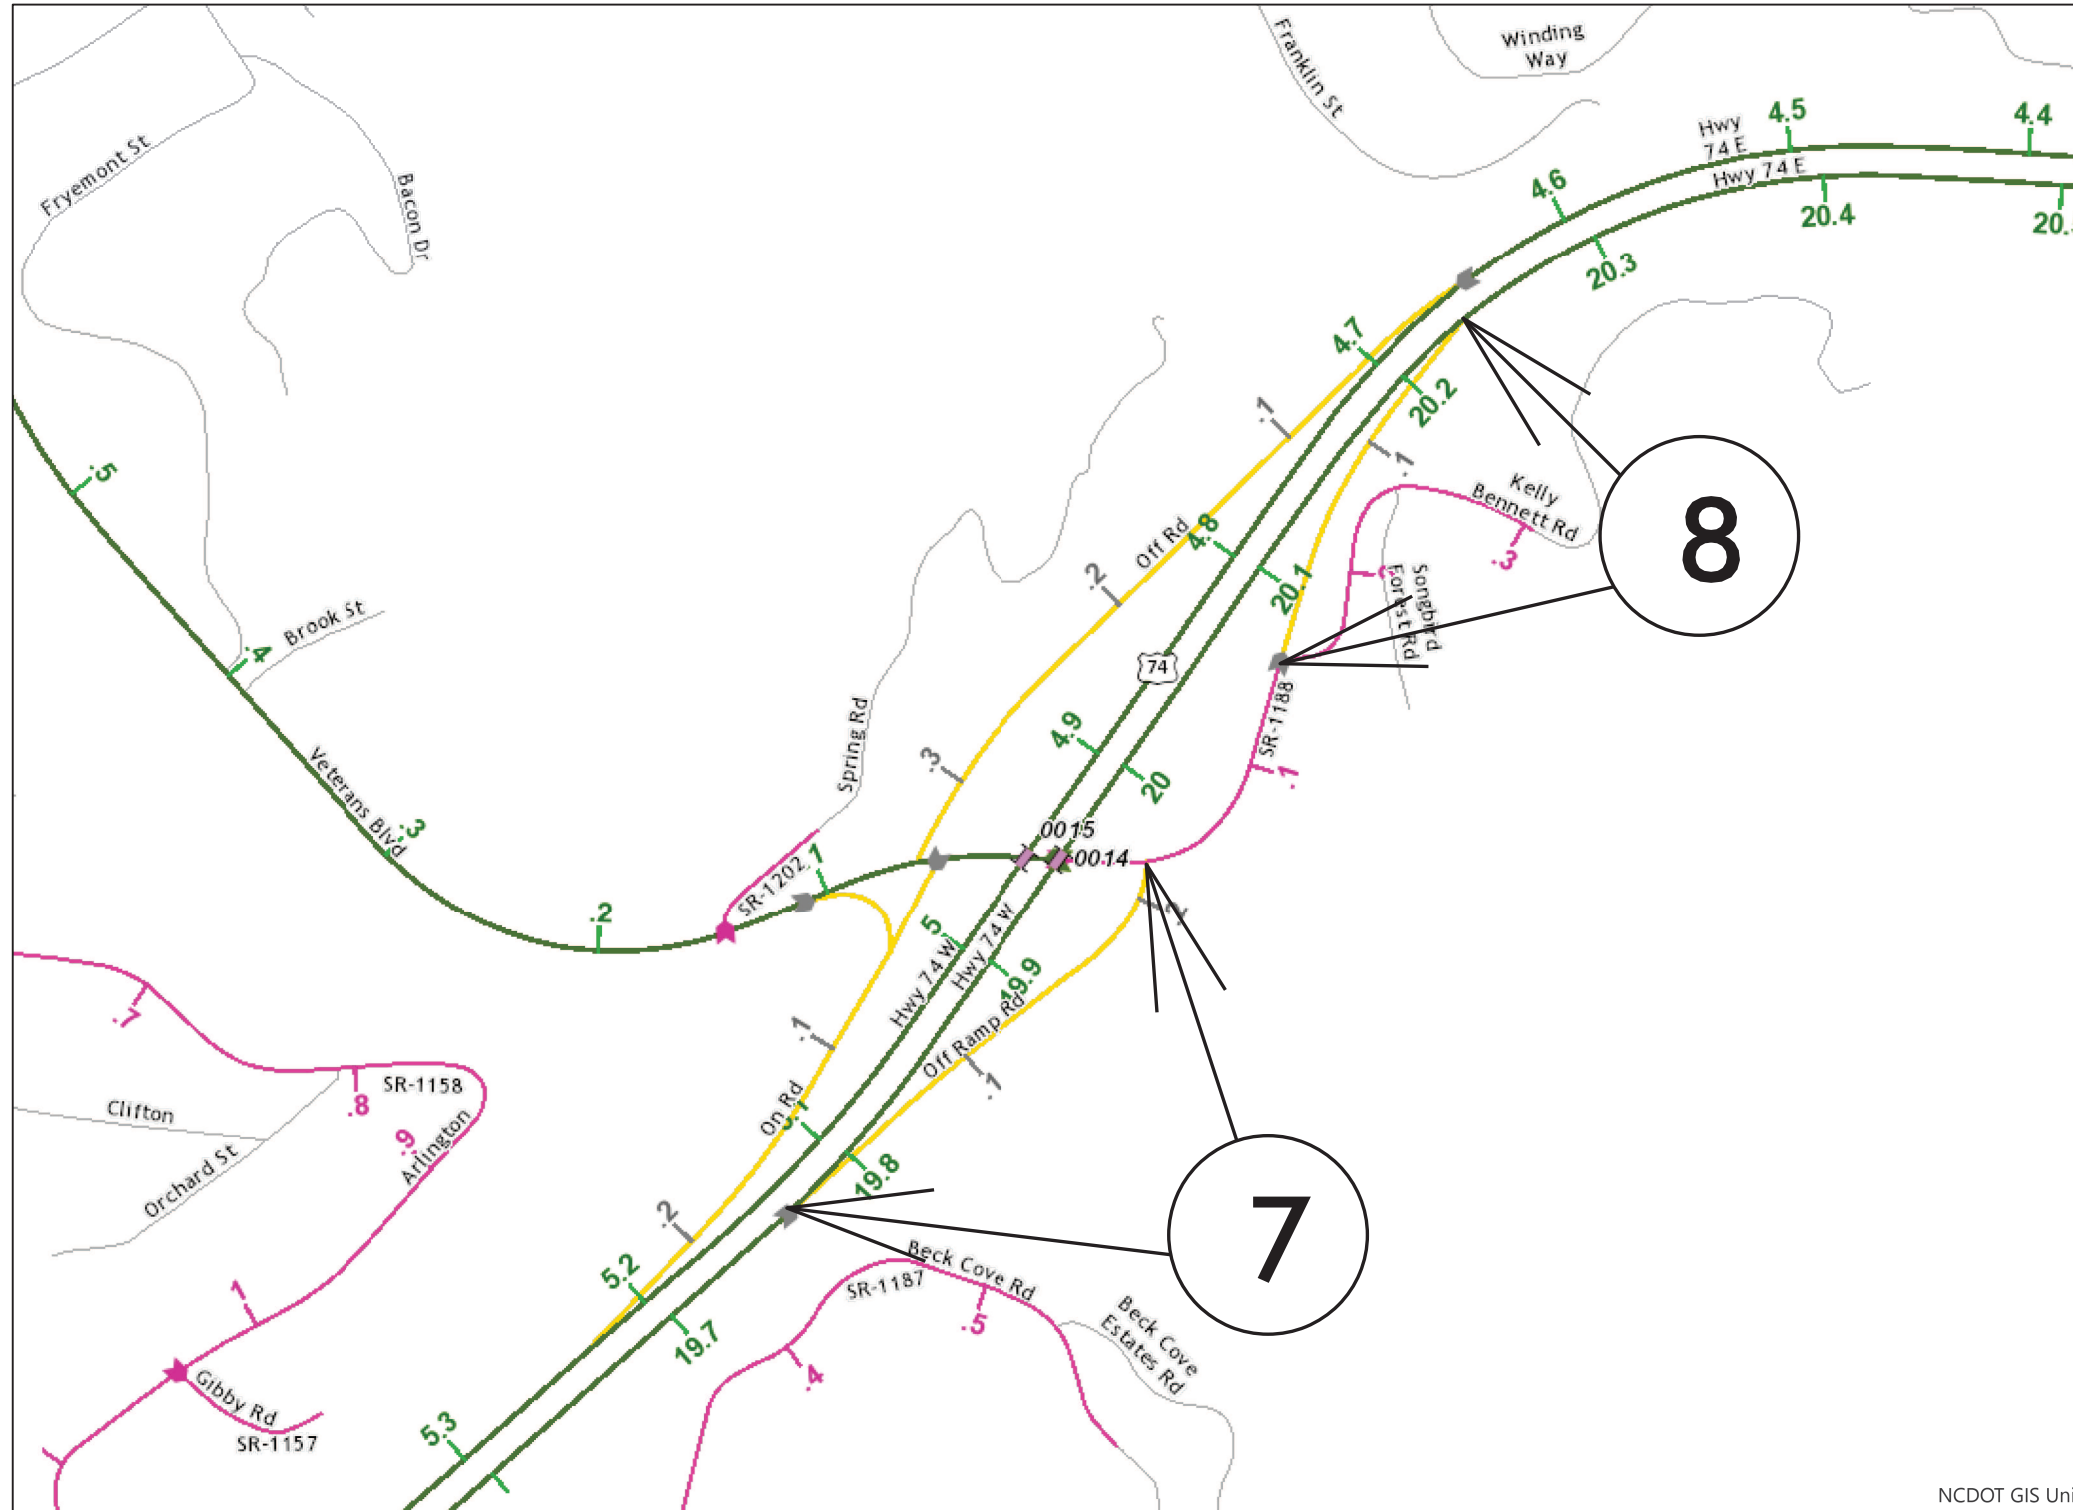 Winding
Way
Franklin St
4.5
4.4
Hwy
74 E
Hwy 74 E
Fryemont St
Bacon Dr
4.6
20.4
20.3
4.7
20.2
.1
.1
.5
Kelly
Bennett Rd
8
.3
Off Rd
4.8
.2
20.1
Songbird
Forest Rd
Brook St
.4
74
SR-1188
Spring Rd
4.9
.3
20
.1
Veterans Blvd
.3
0015
0014
.1
SR-1202
.2
.2
5
Hwy 74 W
Hwy 74 W
19.9
Off Ramp Rd
.1
.1
.7
SR-1158
.8
Clifton
.9
Arlington
Orchard St
On Rd
5.1
19.8
.2
7
5.2
Beck Cove Rd
SR-1187
.5
Beck Cove
Estates Rd
1
19.7
.4
Gibby Rd
SR-1157
5.3
NCDOT GIS Uni